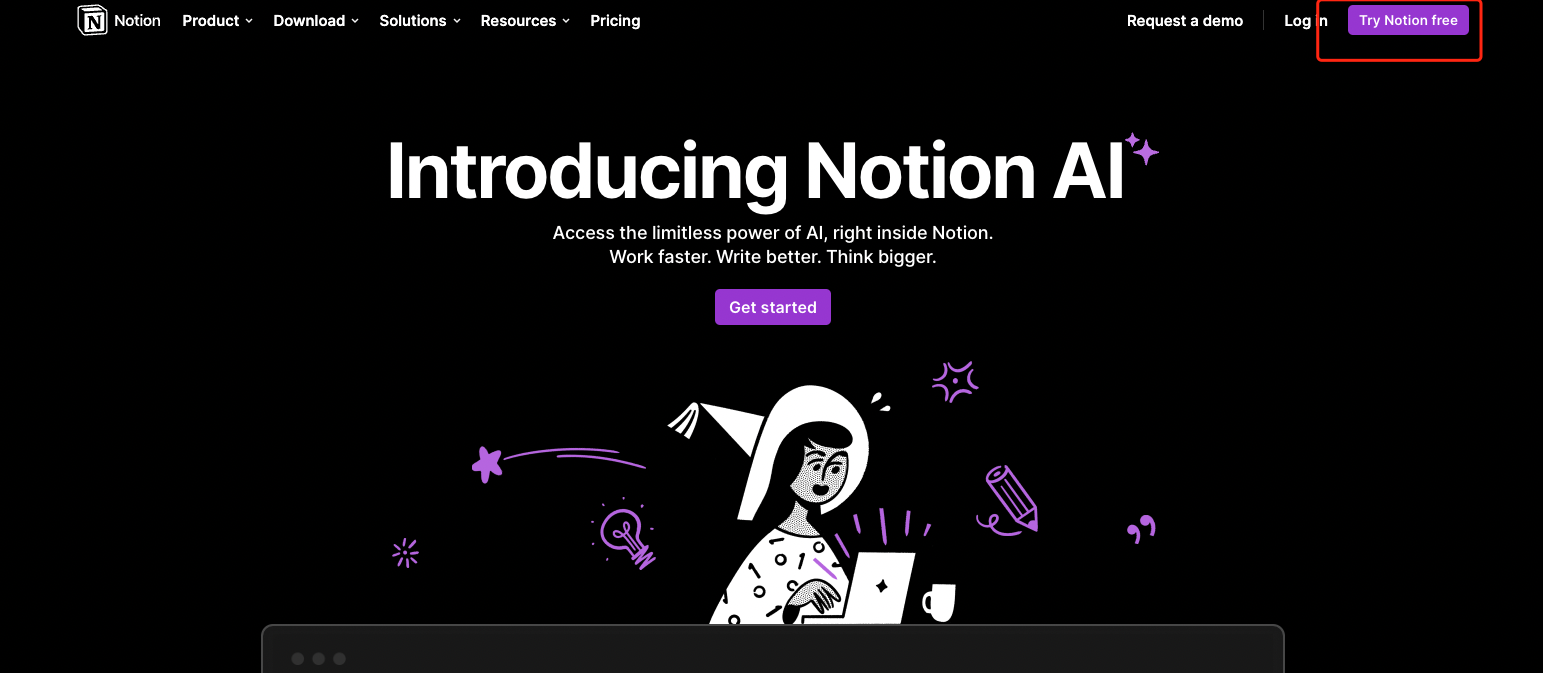 Notion Product Download Solutions Resources Pricing Request a demo Log in Try Notion free
Introducing Notion AI
Access the limitless power of AI, right inside Notion.
Work faster. Write better. Think bigger.
Get started